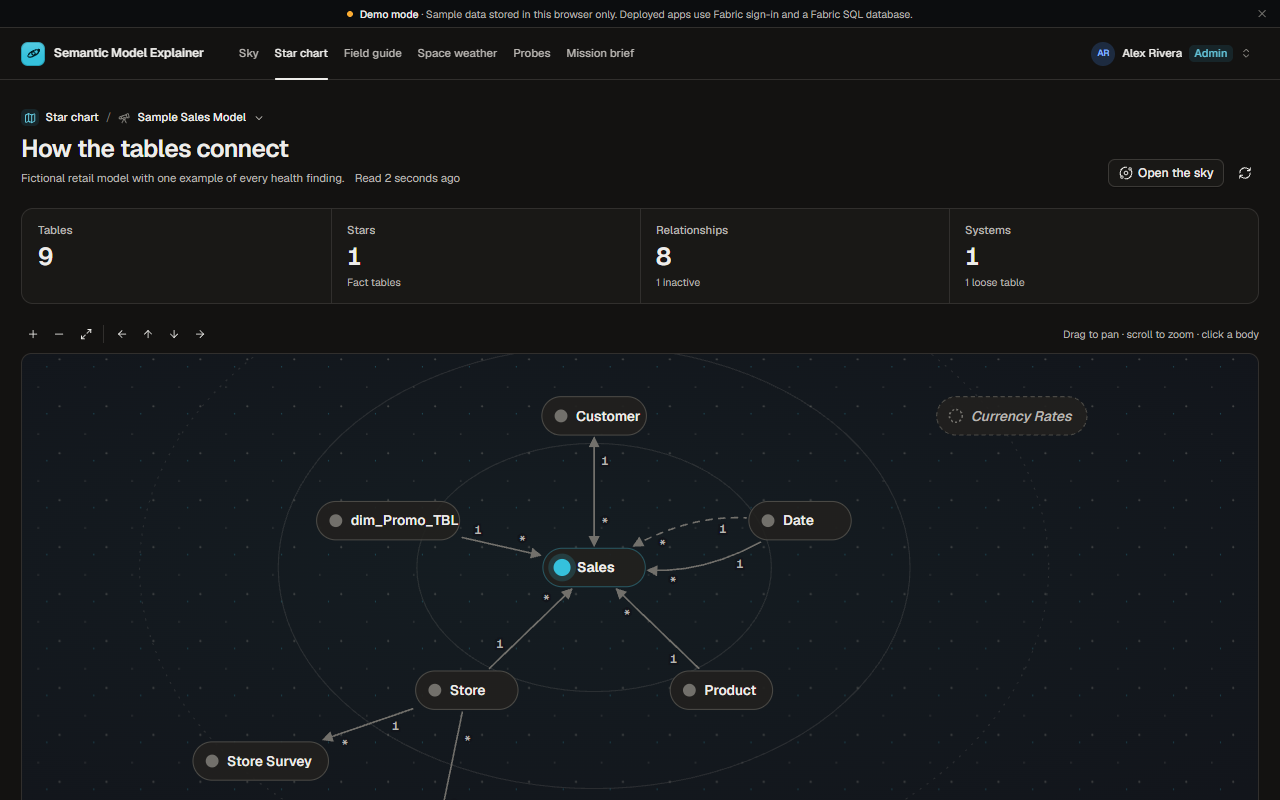 Demo mode · Sample data stored in this browser only. Deployed apps use Fabric sign-in and a Fabric SQL database.
Semantic Model Explainer
Sky
Star chart
Field guide
Space weather
Probes
Mission brief
AR
Alex Rivera
Admin
Star chart / Sample Sales Model
How the tables connect
Fictional retail model with one example of every health finding. Read 2 seconds ago
Open the sky
Tables
9
Stars
1
Fact tables
Relationships
8
1 inactive
Systems
1
1 loose table
Drag to pan · scroll to zoom · click a body
Customer
Currency Rates
1
*
dim_Promo_TBL
1
*
Date
1
*
1
*
Sales
*
1
*
1
Store
Product
1
*
*
Store Survey